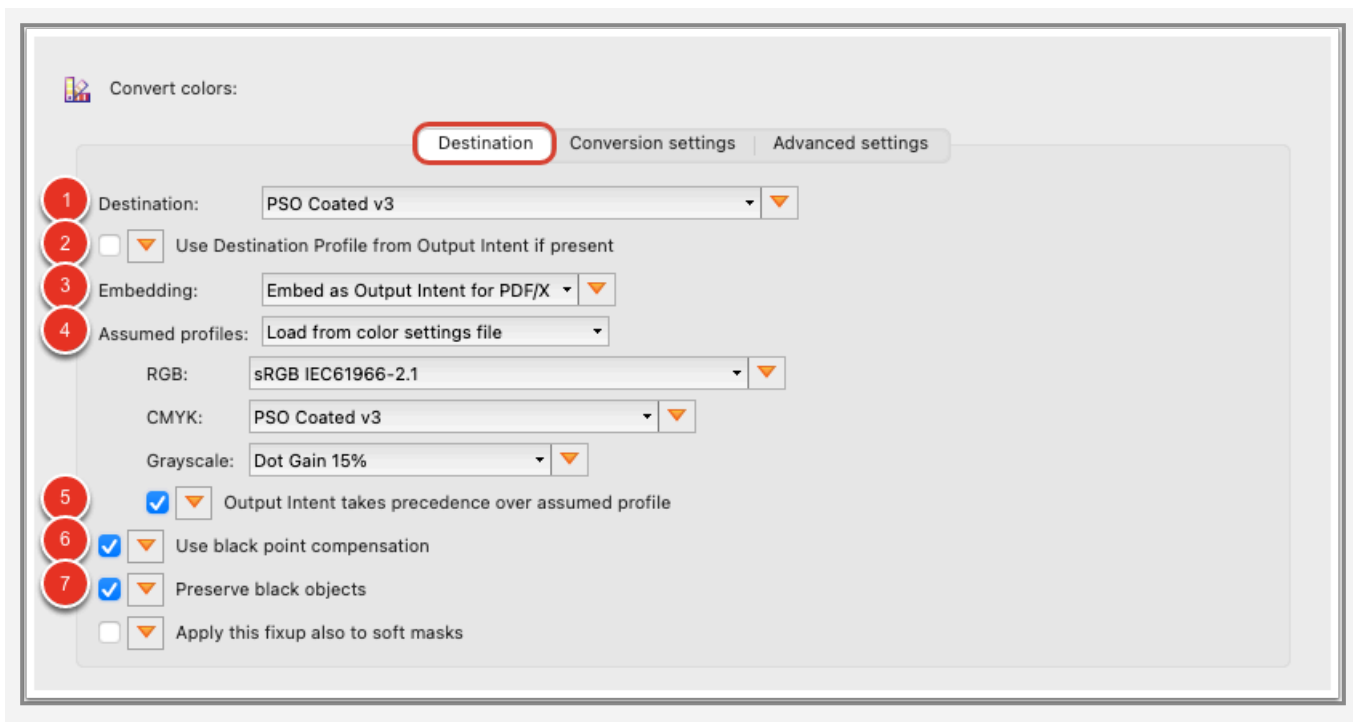 Convert colors:
Destination Conversion settings Advanced settings
1 Destination: PSO Coated v3
2 Use Destination Profile from Output Intent if present
3 Embedding: Embed as Output Intent for PDF/X
4 Assumed profiles: Load from color settings file
RGB: sRGB IEC61966-2.1
CMYK: PSO Coated v3
Grayscale: Dot Gain 15%
5 Output Intent takes precedence over assumed profile
6 Use black point compensation
7 Preserve black objects
Apply this fixup also to soft masks